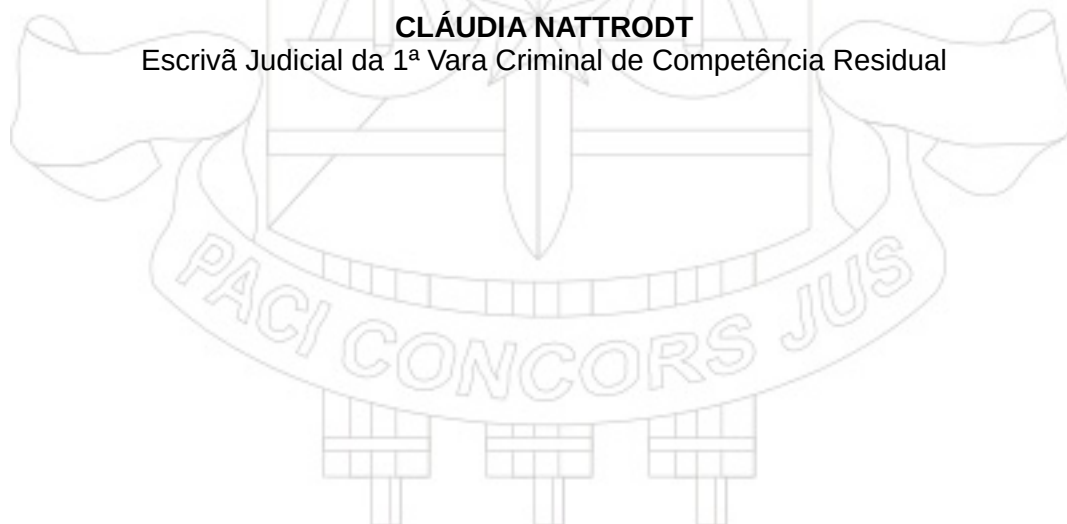 CLÁUDIA NATTRODT
Escrivã Judicial da 1ª Vara Criminal de Competência Residual
PACI CONCORS JUS